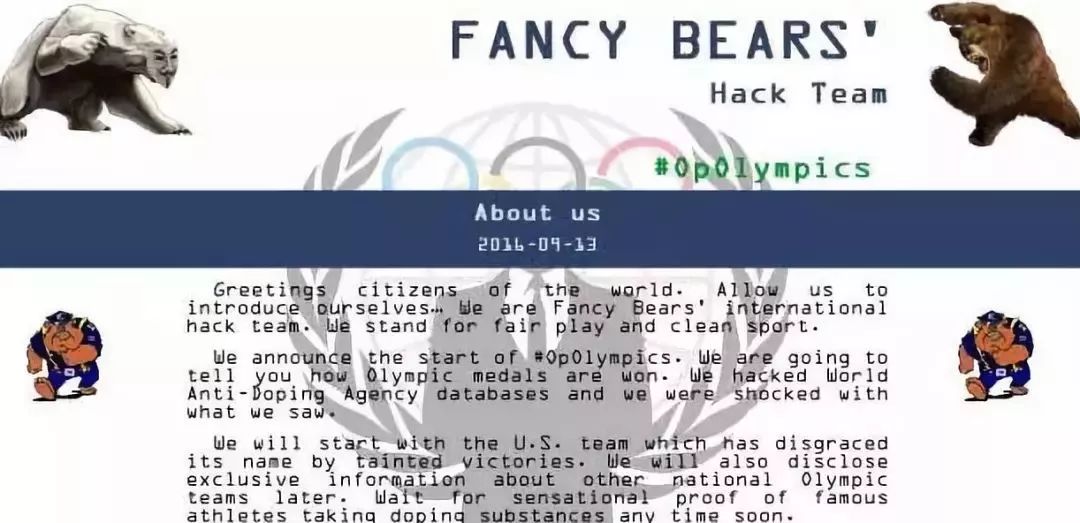 FANCY BEARS'
Hack Team
#OpOlympics
About us
2016-09-13
Greetings citizens of the world. Allow us to
introduce ourselves… We are Fancy Bears' international
hack team. We stand for fair play and clean sport.
We announce the start of #OpOlympics. We are going to
tell you how Olympic medals are won. We hacked World
Anti-Doping Agency databases and we were shocked with
what we saw.
We will start with the U.S. team which has disgraced
its name by tainted victories. We will also disclose
exclusive information about other national Olympic
teams later. Wait for sensational proof of famous
athletes taking doping substances any time soon.